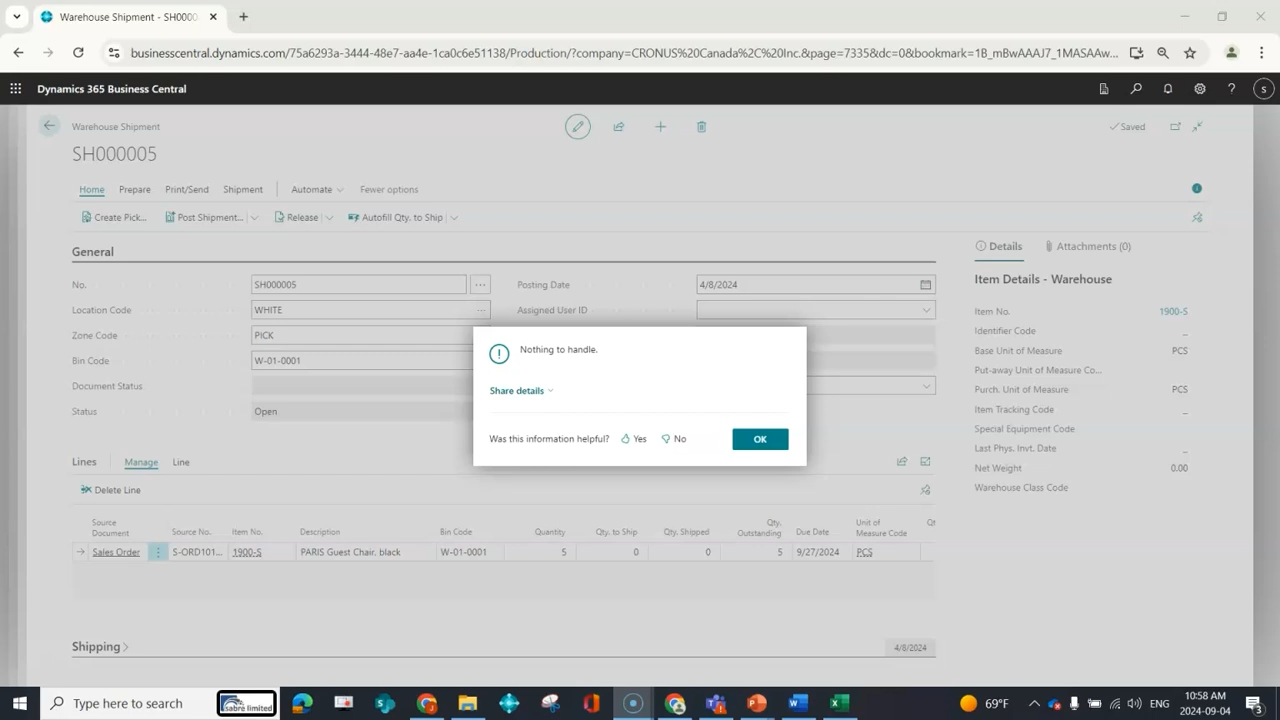 Warehouse Shipment - SH0000
businesscentral.dynamics.com/75a6293a-3444-48e7-aa4e-1ca0c6e51138/Production/?company=CRONUS%20Canada%2C%20Inc.&page=7335&dc=0&bookmark=1B_mBwAAAJ7_1MASAAw...
Dynamics 365 Business Central
S
Warehouse Shipment
Saved
SH000005
Home Prepare Print/Send Shipment Automate Fewer options
Create Pick... Post Shipment... Release Autofill Qty. to Ship
General
No. SH000005 Posting Date 4/8/2024
Location Code WHITE Assigned User ID
Zone Code PICK
Bin Code W-01-0001
Document Status
Status Open
Details Attachments (0)
Item Details - Warehouse
Item No. 1900-S
Identifier Code _
Base Unit of Measure PCS
Put-away Unit of Measure Co...
Purch. Unit of Measure PCS
Item Tracking Code _
Special Equipment Code
Last Phys. Invt. Date _
Net Weight 0.00
Warehouse Class Code
Nothing to handle.
Share details
Was this information helpful? Yes No OK
Lines Manage Line
Delete Line
Source Document Source No. Item No. Description Bin Code Quantity Qty. to Ship Qty. Shipped Qty. Outstanding Due Date Unit of Measure Code Qt
Sales Order S-ORD101... 1900-S PARIS Guest Chair, black W-01-0001 5 0 0 5 9/27/2024 PCS
Shipping 4/8/2024
Type here to search sabre limited 69°F ENG 10:58 AM
2024-09-04
3